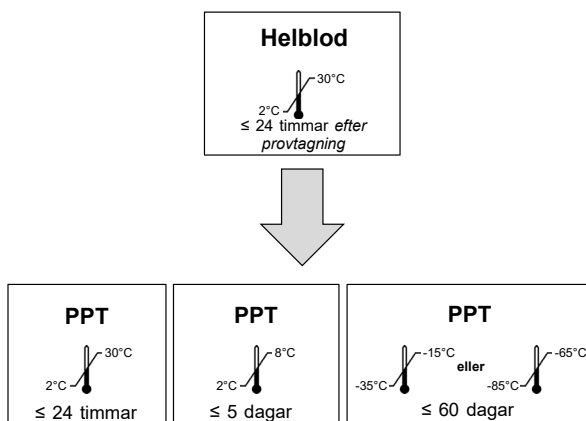 Helblod
30°C
2°C
≤ 24 timmar efter
provtagning
PPT
30°C
2°C
≤ 24 timmar
PPT
8°C
2°C
≤ 5 dagar
PPT
-15°C
eller
-65°C
-35°C
-85°C
≤ 60 dagar